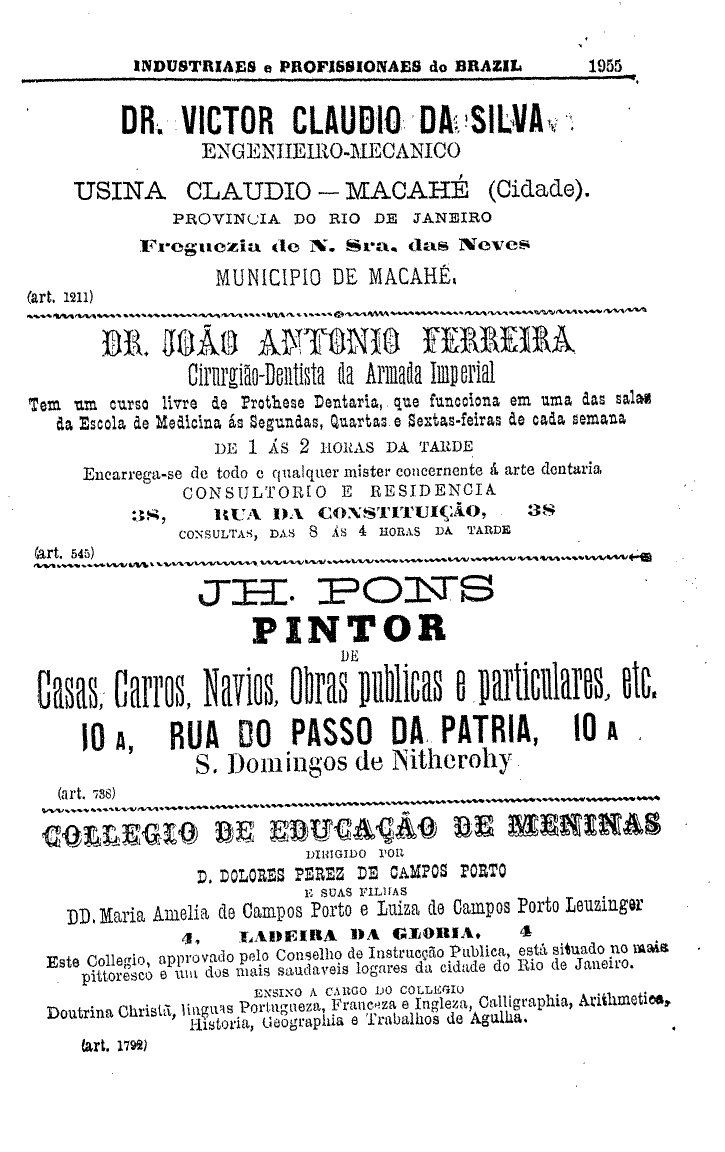 INDUSTRIAES e PROFISSIONAES do BRAZIL 1955
DR. VICTOR CLAUDIO DA SILVA
ENGENHEIRO-MECANICO
USINA CLAUDIO — MACAHÉ (Cidade).
PROVINCIA DO RIO DE JANEIRO
Freguezia de N. Sra. das Neves
MUNICIPIO DE MACAHÉ.
(art. 1211)
DR. JOÃO ANTONIO FERREIRA
Cirurgião-Dentista da Armada Imperial
Tem um curso livre de Prothese Dentaria, que funcciona em uma das salas
da Escola de Medicina ás Segundas, Quartas e Sextas-feiras de cada semana
DE 1 ÁS 2 HORAS DA TARDE
Encarrega-se de todo e qualquer mister concernente á arte dentaria
CONSULTORIO E RESIDENCIA
38, RUA DA CONSTITUIÇÃO, 38
CONSULTAS, DAS 8 ÁS 4 HORAS DA TARDE
(art. 545)
JH. PONS
PINTOR
DE
Casas, Carros, Navios, Obras publicas e particulares, etc.
10 A, RUA DO PASSO DA PATRIA, 10 A
S. Domingos de Nitherohy
(art. 736)
COLLEGIO DE EDUCAÇÃO DE MENINAS
DIRIGIDO POR
D. DOLORES PEREZ DE CAMPOS PORTO
E SUAS FILHAS
DD. Maria Amelia de Campos Porto e Luiza de Campos Porto Leuzinger
4, LADEIRA DA GLORIA, 4
Este Collegio, approvado pelo Conselho de Instrucção Publica, está situado no mais
pittoresco e um dos mais saudaveis logares da cidade do Rio de Janeiro.
ENSINO A CARGO DO COLLEGIO
Doutrina Christã, linguas Portugueza, Franceza e Ingleza, Calligraphia, Arithmetica,
Historia, Geographia e Trabalhos de Agulha.
(art. 1792)